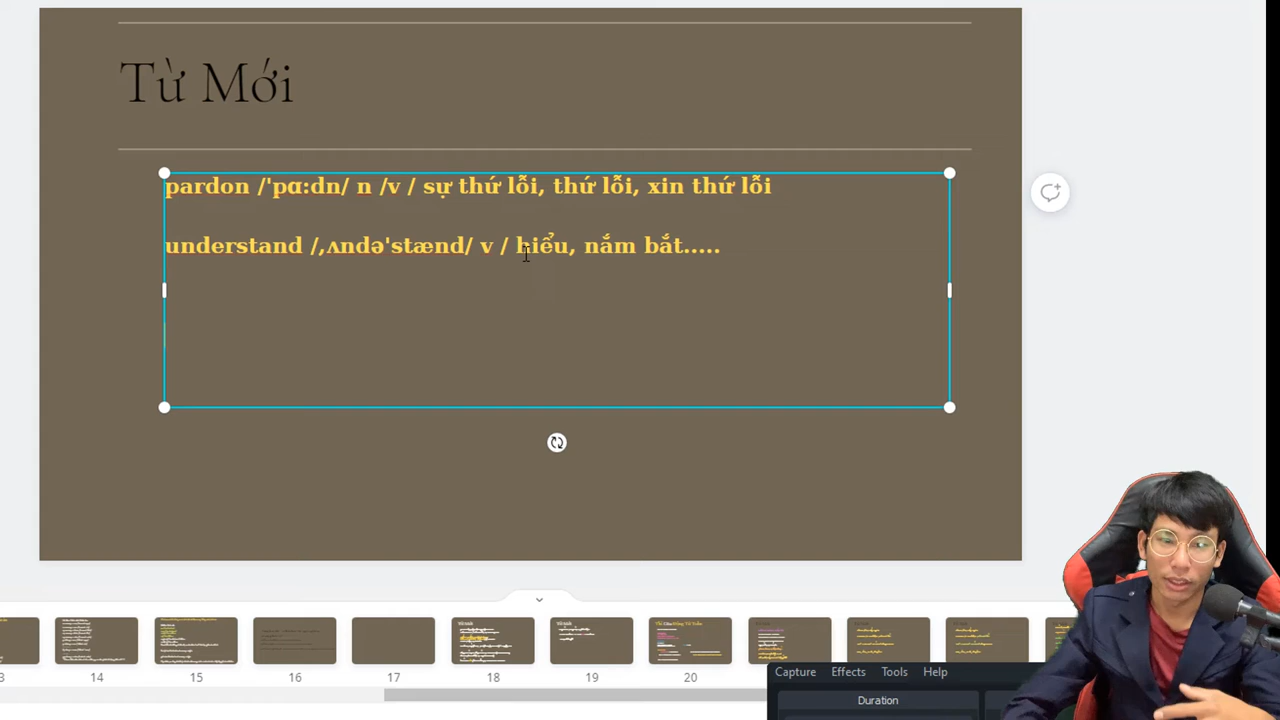 Từ Mới
pardon /'pɑ:dn/ n /v / sự thứ lỗi, thứ lỗi, xin thứ lỗi
understand /,ʌndə'stænd/ v / hiểu, nắm bắt.....
14
15
16
17
18
19
20
Capture Effects Tools Help
Duration